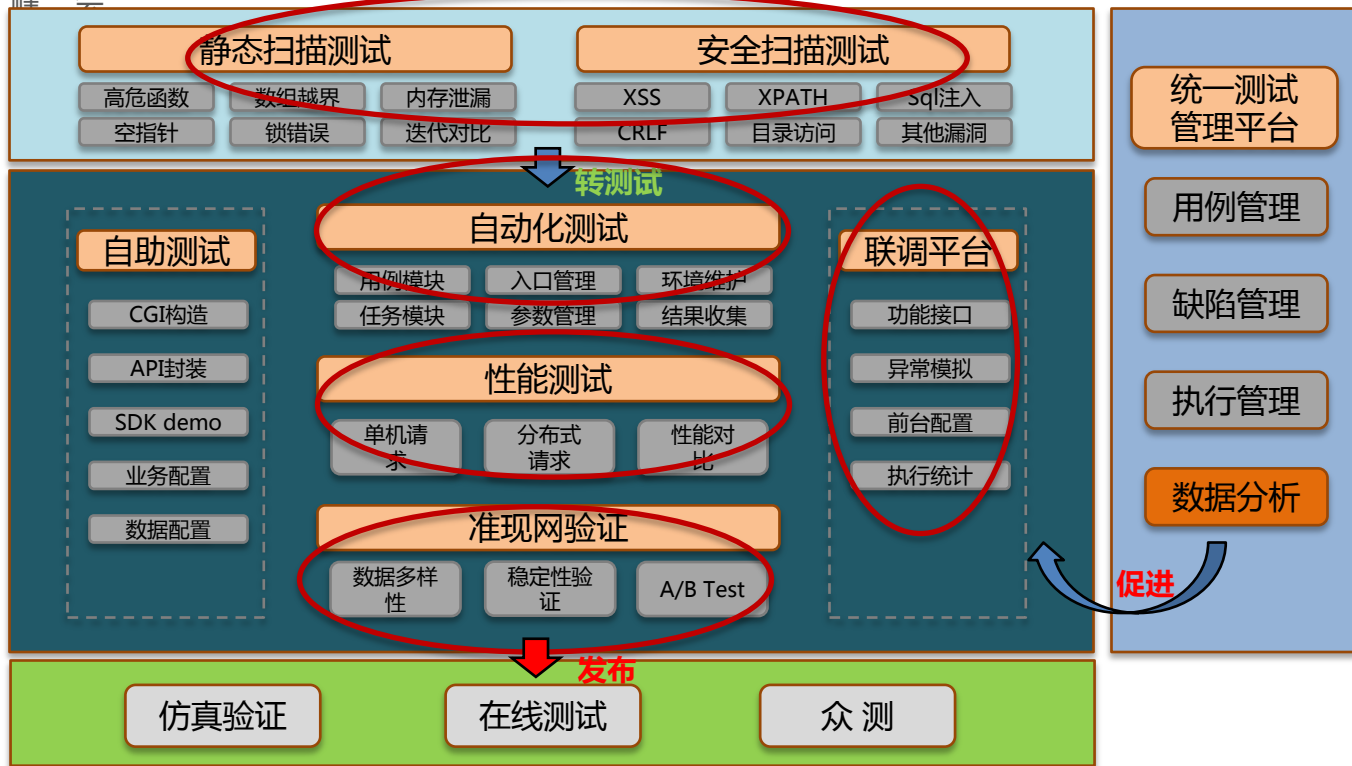 静态扫描测试
安全扫描测试
高危函数
数组越界
内存泄漏
空指针
锁错误
迭代对比
XSS
XPATH
Sql注入
CRLF
目录访问
其他漏洞
转测试
自助测试
CGI构造
API封装
SDK demo
业务配置
数据配置
自动化测试
用例模块
入口管理
环境维护
任务模块
参数管理
结果收集
性能测试
单机请
求
分布式
请求
性能对
比
准现网验证
数据多样
性
稳定性验
证
A/B Test
联调平台
功能接口
异常模拟
前台配置
执行统计
发布
仿真验证
在线测试
众 测
统一测试
管理平台
用例管理
缺陷管理
执行管理
数据分析
促进